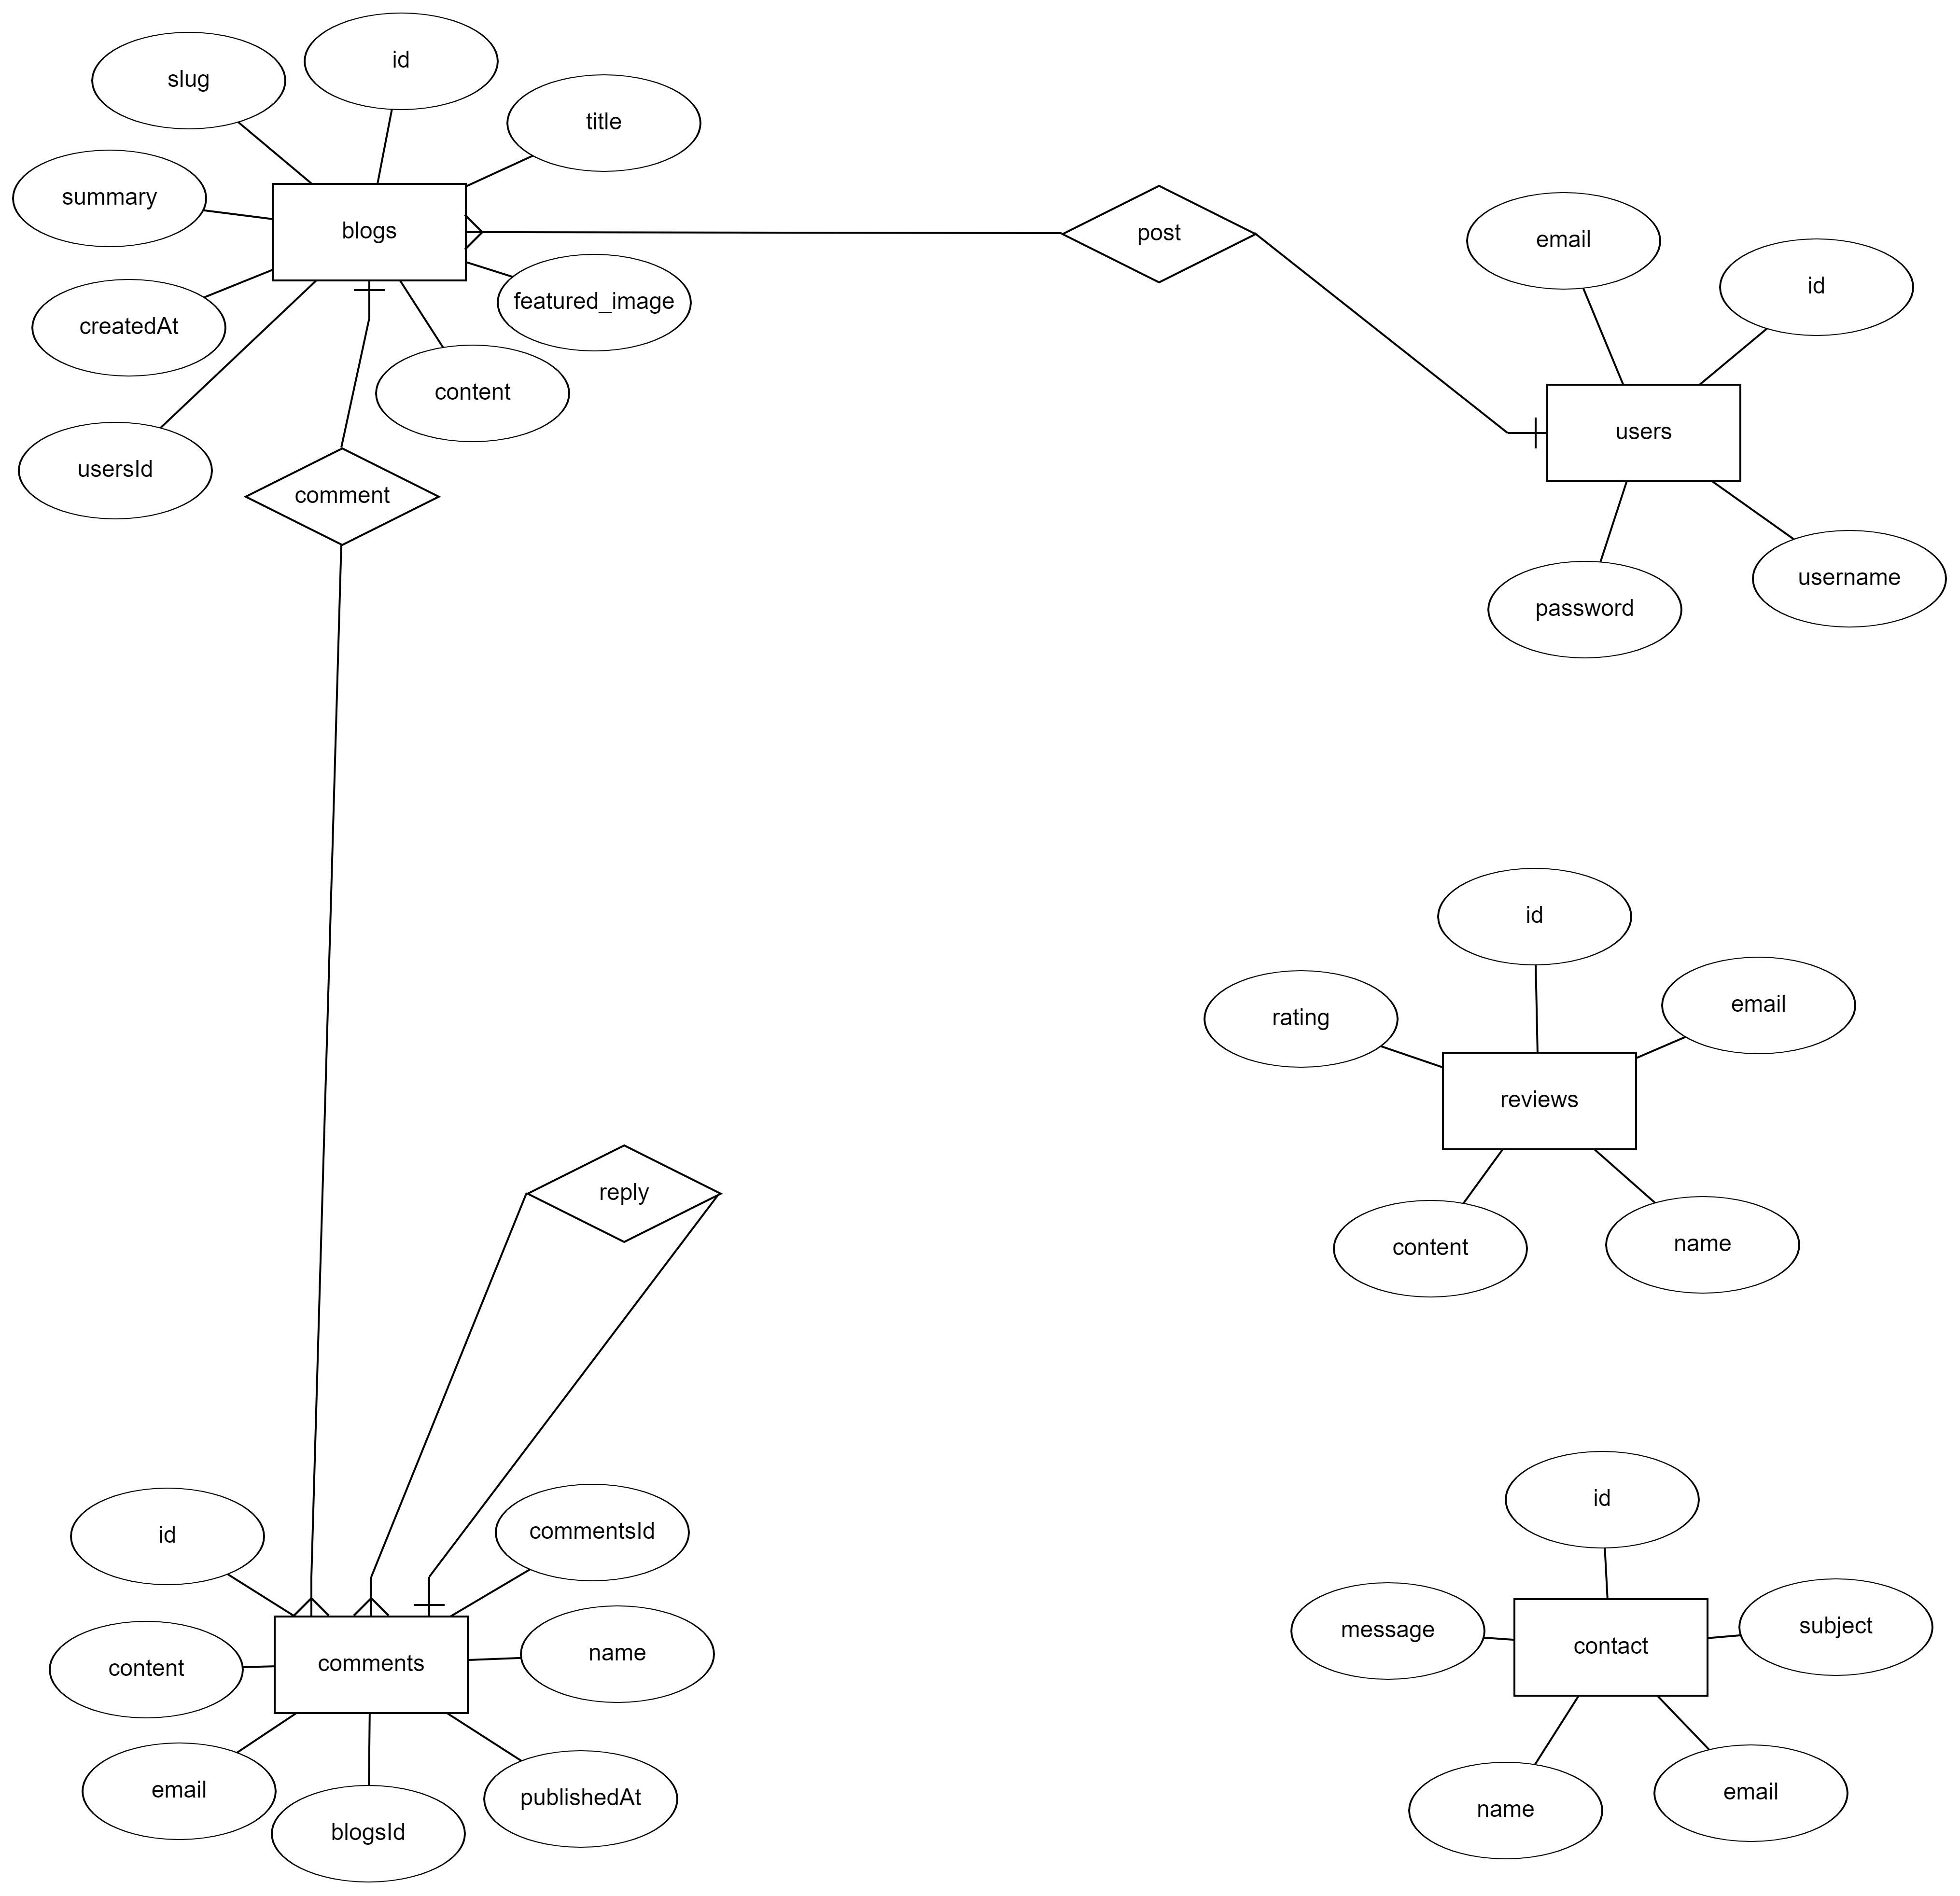 slug
id
title
summary
blogs
createdAt
featured_image
content
usersId
comment
post
email
id
users
password
username
id
rating
email
reviews
content
name
reply
id
commentsId
content
comments
name
email
blogsId
publishedAt
id
message
contact
subject
name
email